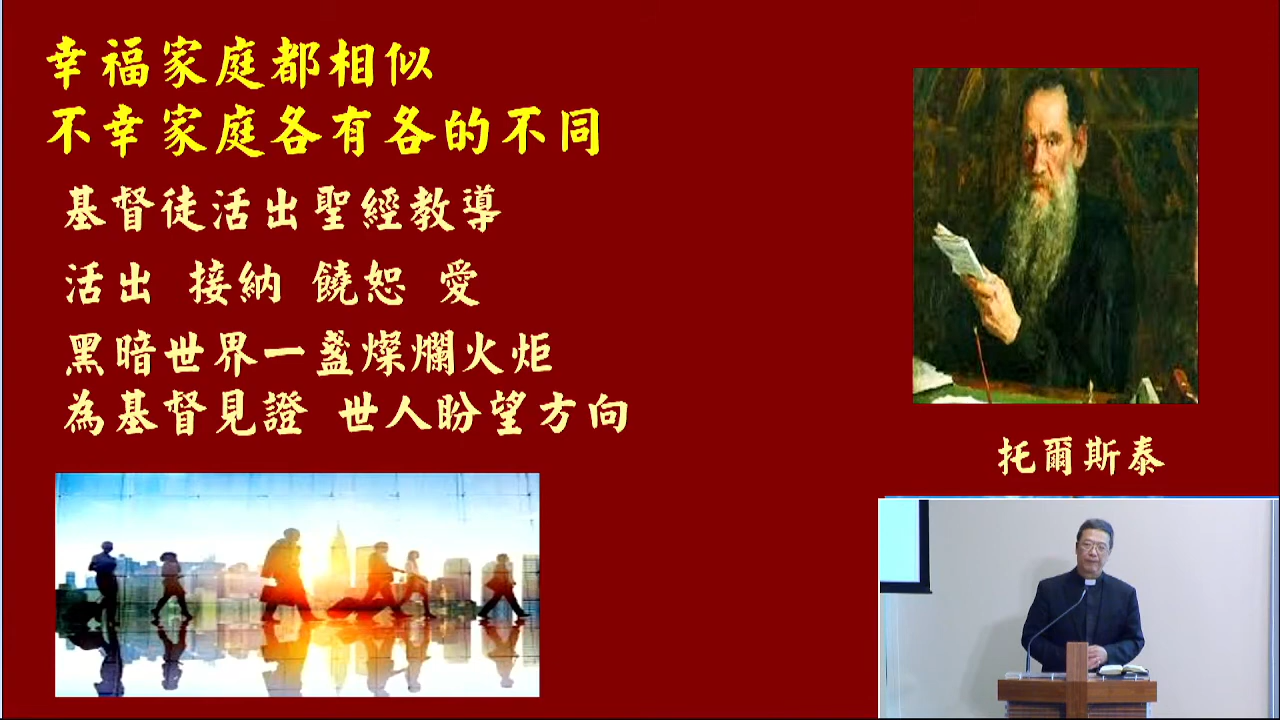 幸福家庭都相似
不幸家庭各有各的不同
基督徒活出聖經教導
活出 接納 饒恕 愛
黑暗世界一盞燦爛火炬
為基督見證 世人盼望方向
托爾斯泰